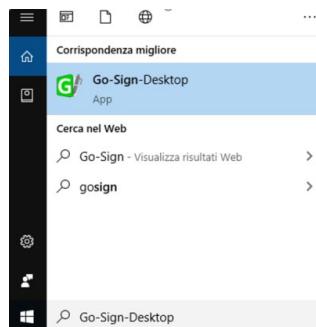 Corrispondenza migliore
Go-Sign-Desktop
App
Cerca nel Web
Go-Sign - Visualizza risultati Web
gosign
Go-Sign-Desktop